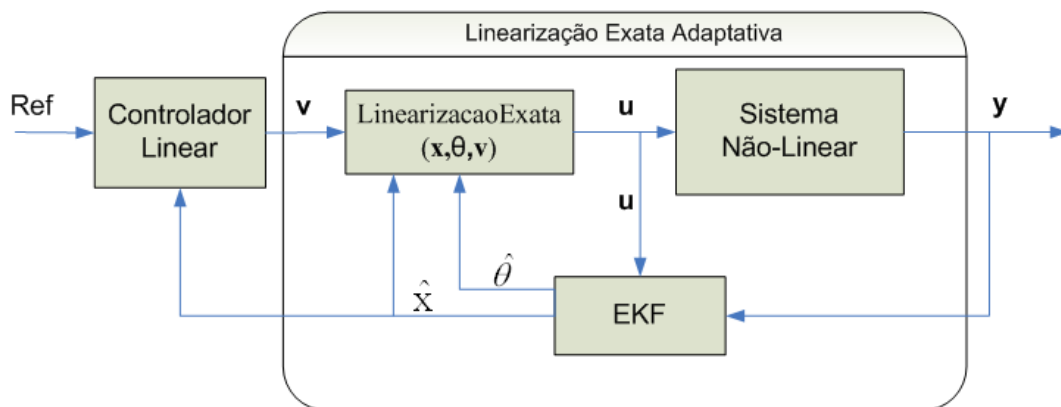 Linearização Exata Adaptativa
Ref
Controlador
Linear
v
LinearizacaoExata
(x,θ,v)
u
Sistema
Não-Linear
y
u
θ̂
x̂
EKF